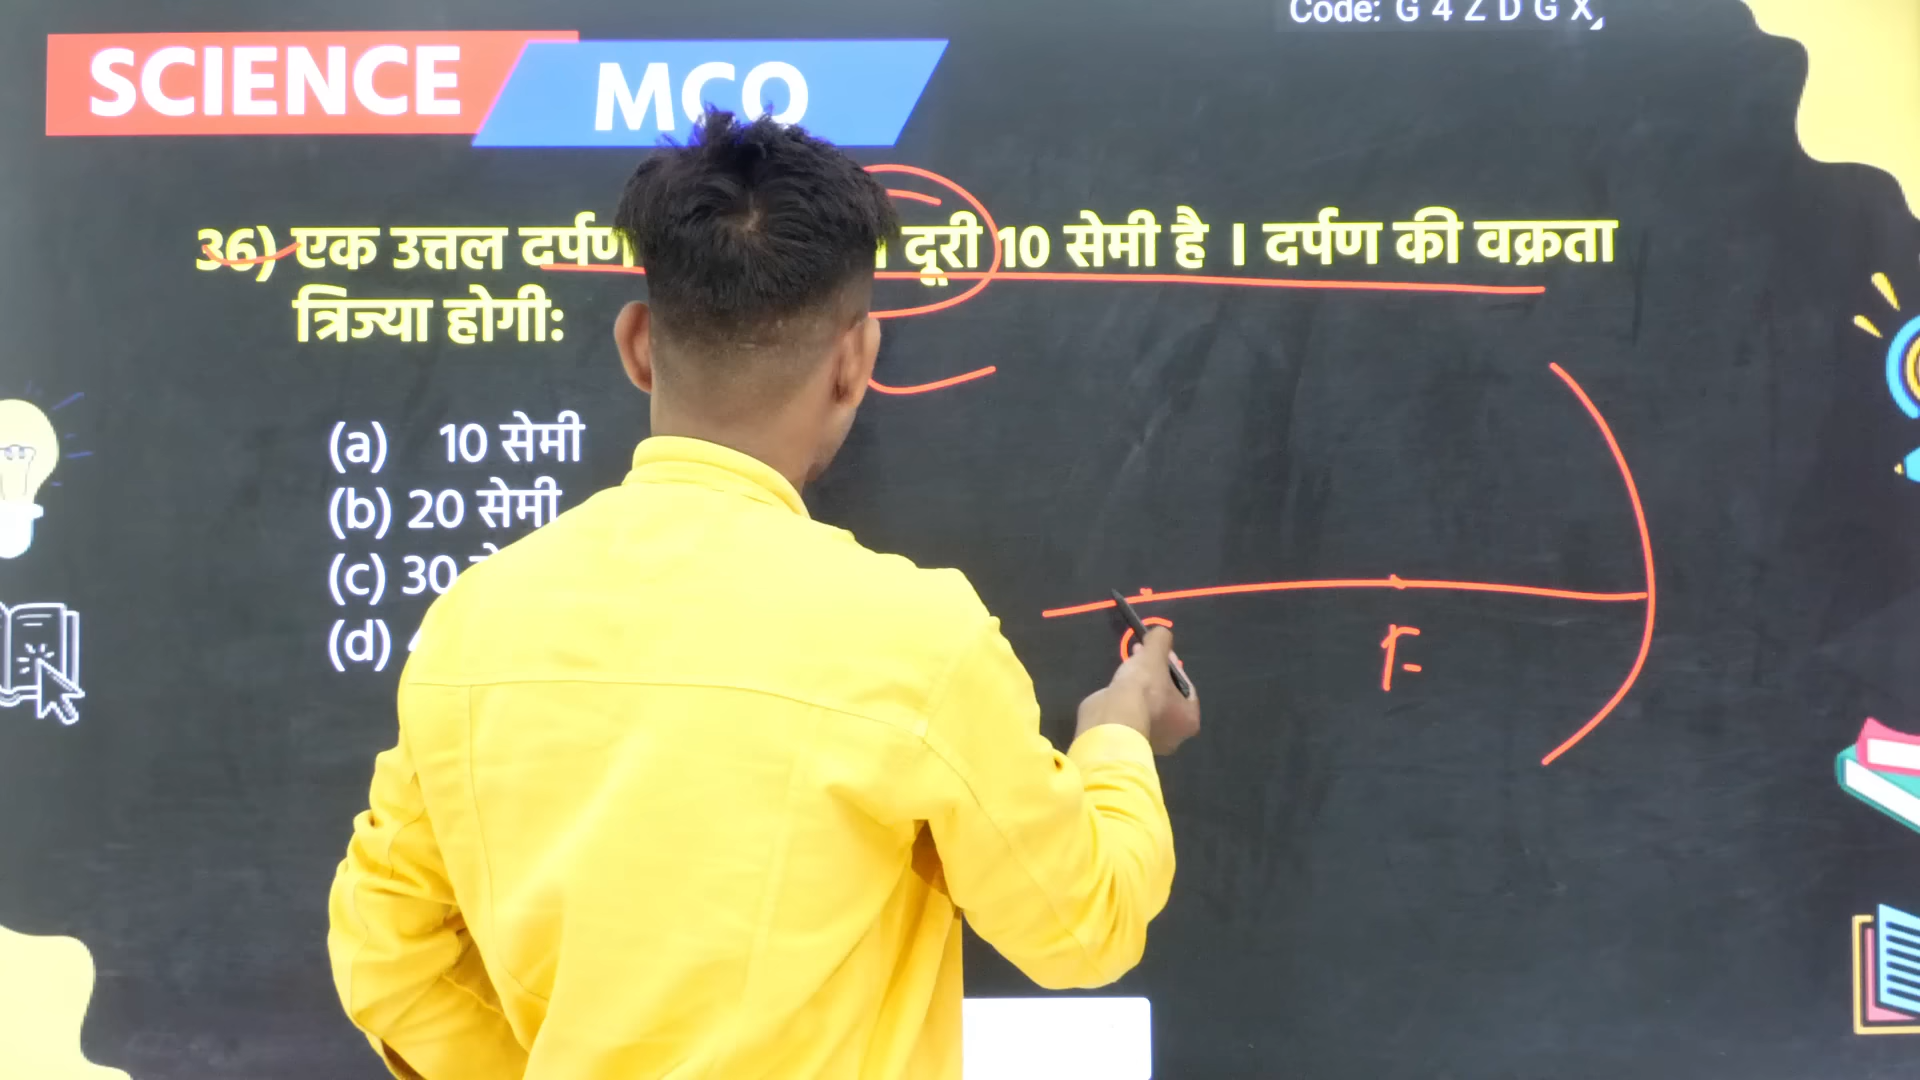 Code: G 4 Z D G X
SCIENCE
MCQ
36) एक उत्तल दर्पण दूरी 10 सेमी है । दर्पण की वक्रता
त्रिज्या होगी:
(a) 10 सेमी
(b) 20 सेमी
(c) 30
(d)
C F